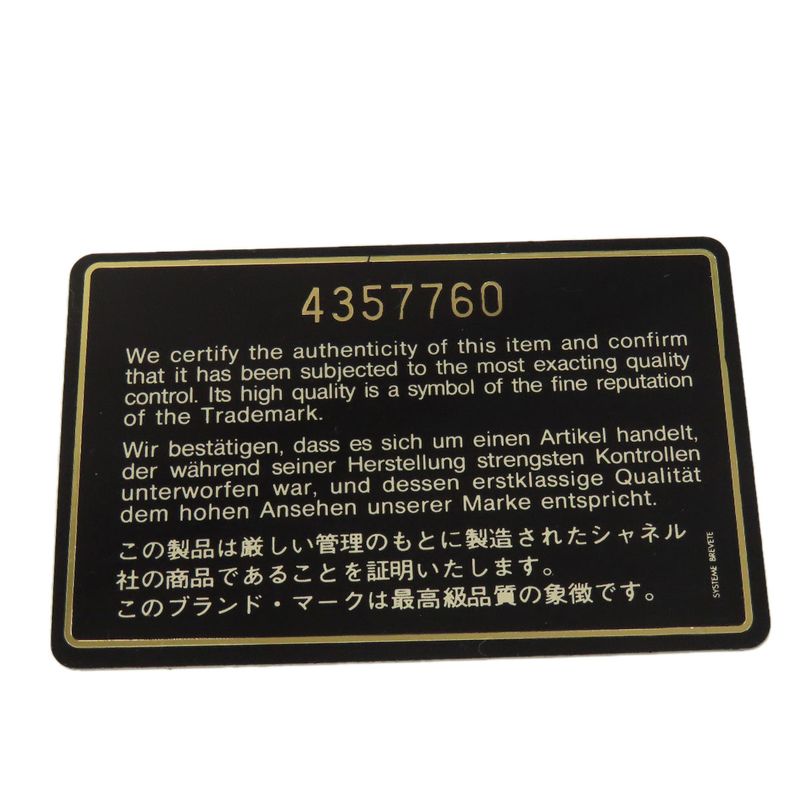 4357760
We certify the authenticity of this item and confirm
that it has been subjected to the most exacting quality
control. Its high quality is a symbol of the fine reputation
of the Trademark.
Wir bestätigen, dass es sich um einen Artikel handelt,
der während seiner Herstellung strengsten Kontrollen
unterworfen war, und dessen erstklassige Qualität
dem hohen Ansehen unserer Marke entspricht.
この製品は厳しい管理のもとに製造されたシャネル
社の商品であることを証明いたします。
このブランド・マークは最高級品質の象徴です。
SYSTEME BREVETE